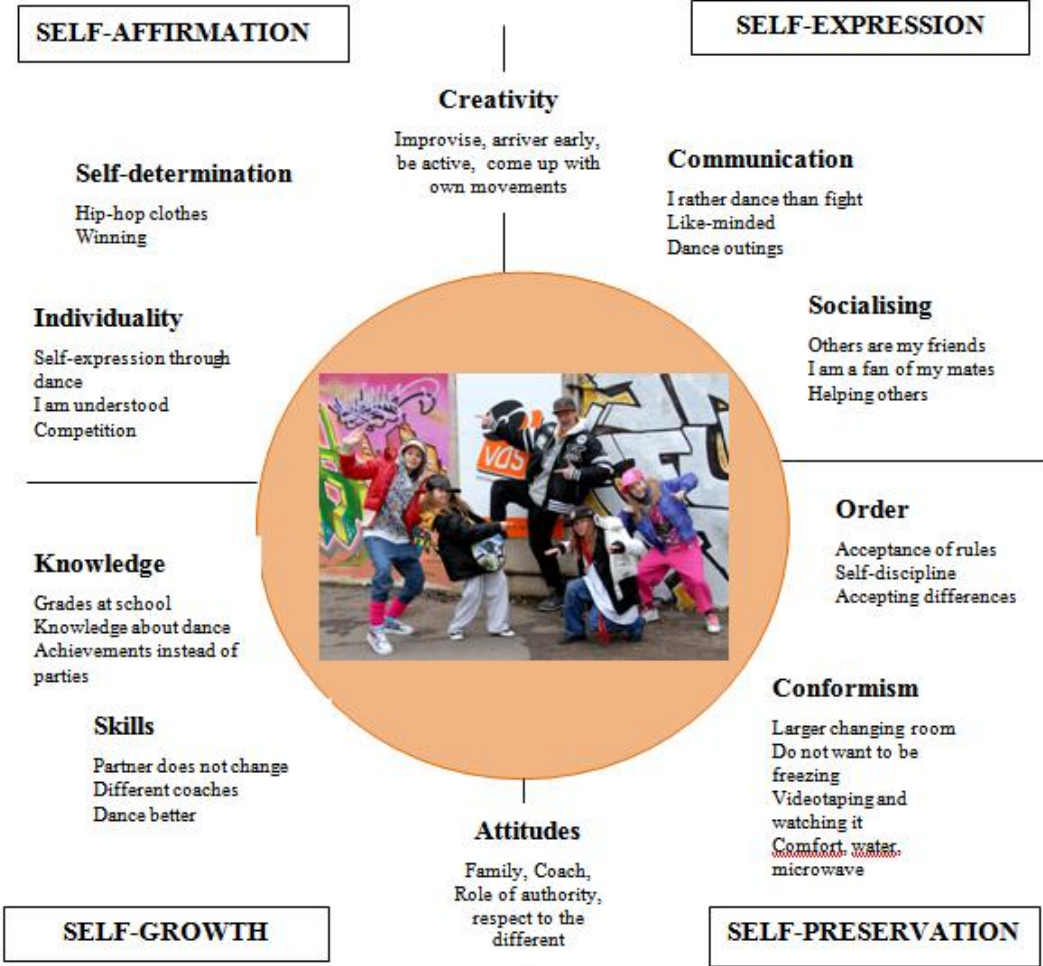 SELF-AFFIRMATION
SELF-EXPRESSION
Creativity
Improvise, arriver early,
be active, come up with
own movements
Self-determination
Hip-hop clothes
Winning
Communication
I rather dance than fight
Like-minded
Dance outings
Individuality
Self-expression through
dance
I am understood
Competition
Socialising
Others are my friends
I am a fan of my mates
Helping others
VOS
Order
Acceptance of rules
Self-discipline
Accepting differences
Knowledge
Grades at school
Knowledge about dance
Achievements instead of
parties
Conformism
Larger changing room
Do not want to be
freezing
Videotaping and
watching it
Comfort, water,
microwave
Skills
Partner does not change
Different coaches
Dance better
Attitudes
Family, Coach,
Role of authority,
respect to the
different
SELF-GROWTH
SELF-PRESERVATION